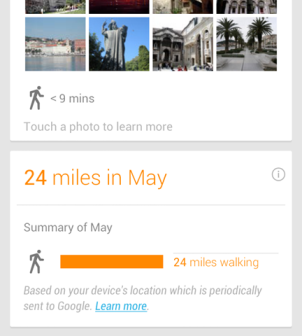 < 9 mins
Touch a photo to learn more
24 miles in May
Summary of May
24 miles walking
Based on your device's location which is periodically
sent to Google. Learn more.